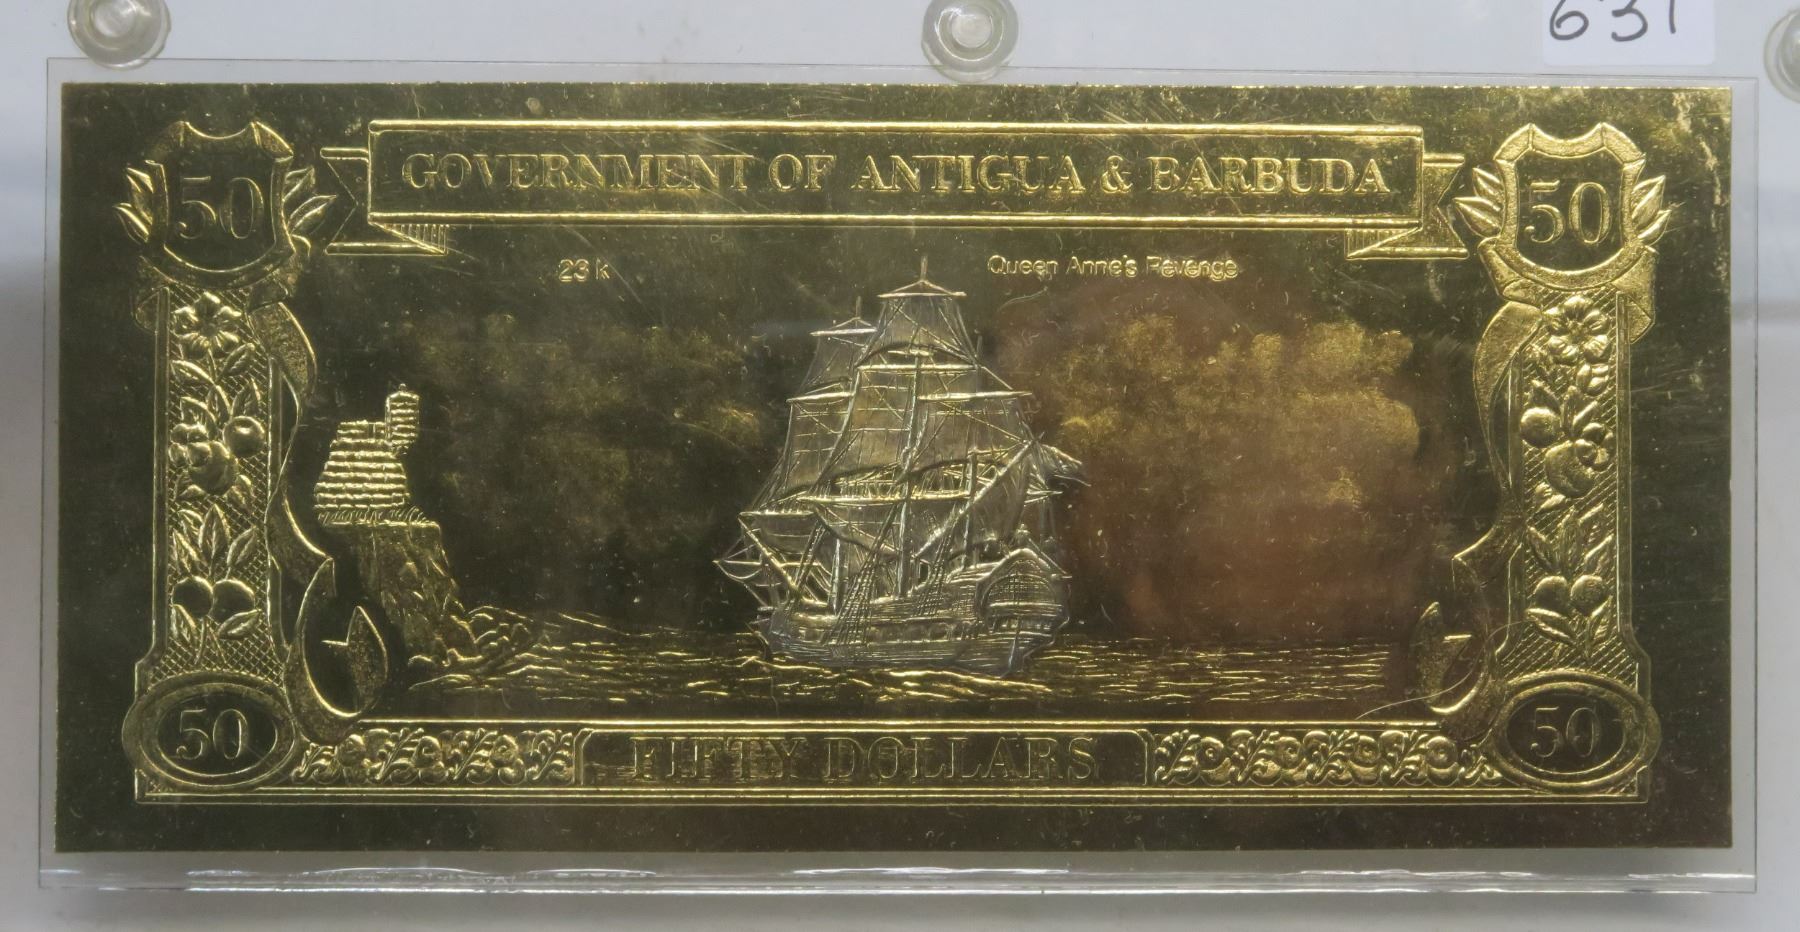 631
50 GOVERNMENT OF ANTIGUA & BARBUDA 50
23 k Queen Anne's Revenge
50 FIFTY DOLLARS 50